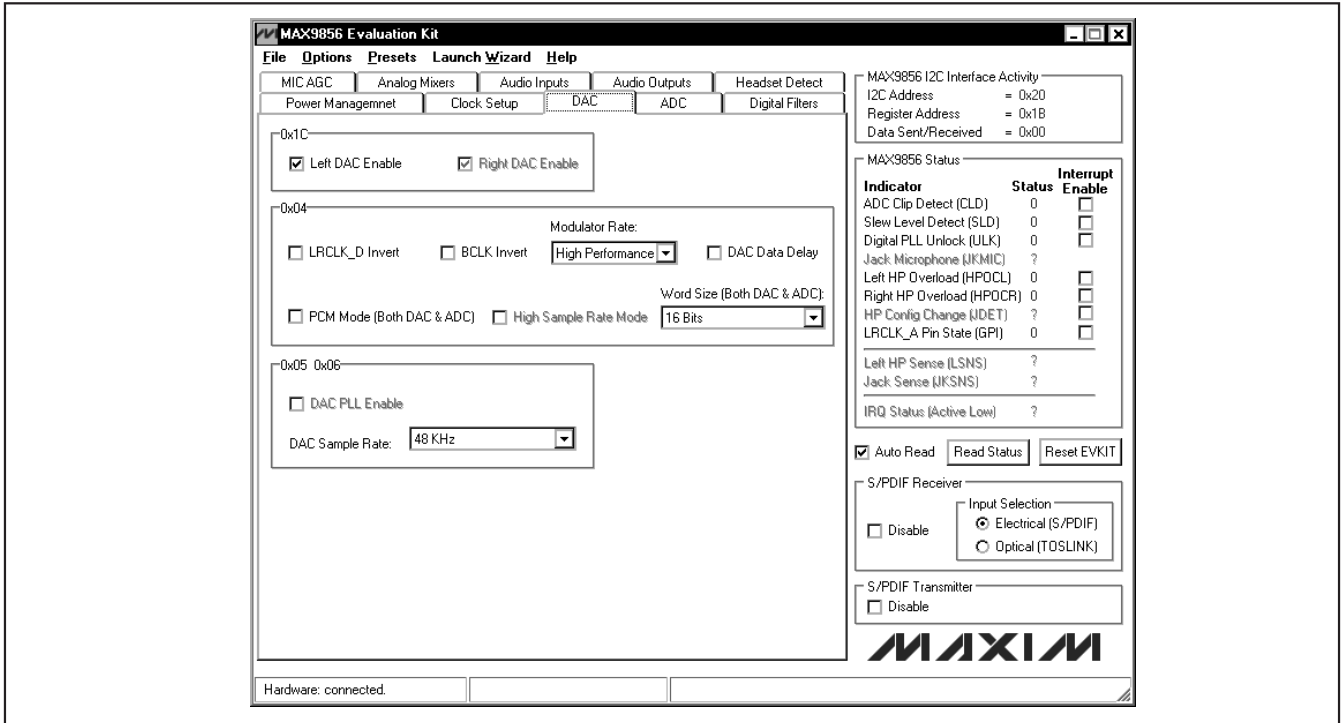 MAX9856 Evaluation Kit
File Options Presets Launch Wizard Help
MIC AGC Analog Mixers Audio Inputs Audio Outputs Headset Detect
Power Managemnet Clock Setup DAC ADC Digital Filters
0x1C
Left DAC Enable Right DAC Enable
0x04
Modulator Rate:
LRCLK_D Invert BCLK Invert High Performance DAC Data Delay
Word Size (Both DAC & ADC):
PCM Mode (Both DAC & ADC) High Sample Rate Mode 16 Bits
0x05 0x06
DAC PLL Enable
DAC Sample Rate: 48 KHz
MAX9856 I2C Interface Activity
I2C Address = 0x20
Register Address = 0x1B
Data Sent/Received = 0x00
MAX9856 Status
Interrupt
Indicator Status Enable
ADC Clip Detect (CLD) 0
Slew Level Detect (SLD) 0
Digital PLL Unlock (ULK) 0
Jack Microphone (JKMIC) ?
Left HP Overload (HPOCL) 0
Right HP Overload (HPOCR) 0
HP Config Change (JDET) ?
LRCLK_A Pin State (GPI) 0
Left HP Sense (LSNS) ?
Jack Sense (JKSNS) ?
IRQ Status (Active Low) ?
Auto Read Read Status Reset EVKIT
S/PDIF Receiver
Input Selection
Disable
Electrical (S/PDIF)
Optical (TOSLINK)
S/PDIF Transmitter
Disable
MAXIM
Hardware: connected.